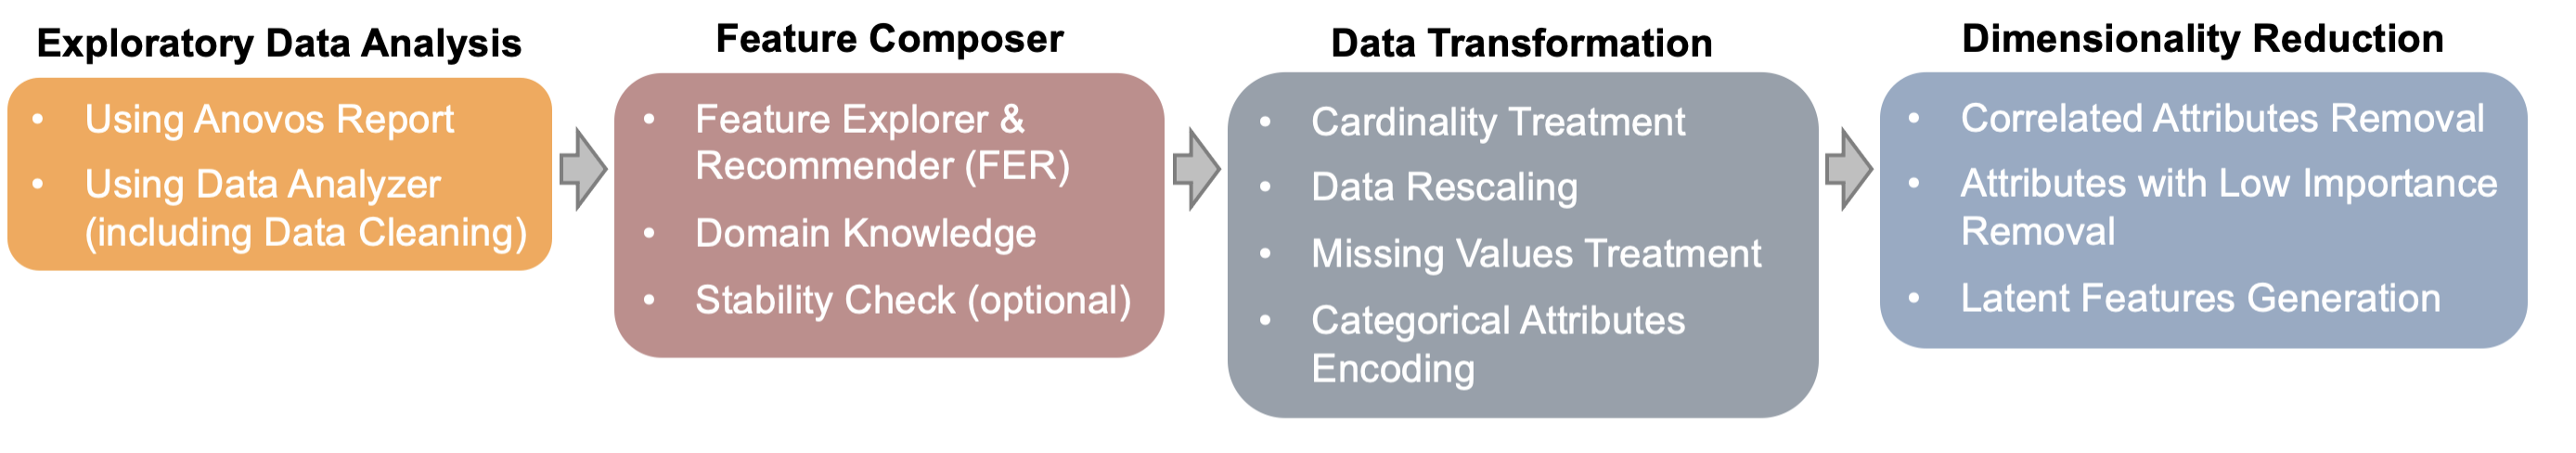 Exploratory Data Analysis
• Using Anovos Report
• Using Data Analyzer
(including Data Cleaning)
Feature Composer
• Feature Explorer &
Recommender (FER)
• Domain Knowledge
• Stability Check (optional)
Data Transformation
• Cardinality Treatment
• Data Rescaling
• Missing Values Treatment
• Categorical Attributes
Encoding
Dimensionality Reduction
• Correlated Attributes Removal
• Attributes with Low Importance
Removal
• Latent Features Generation